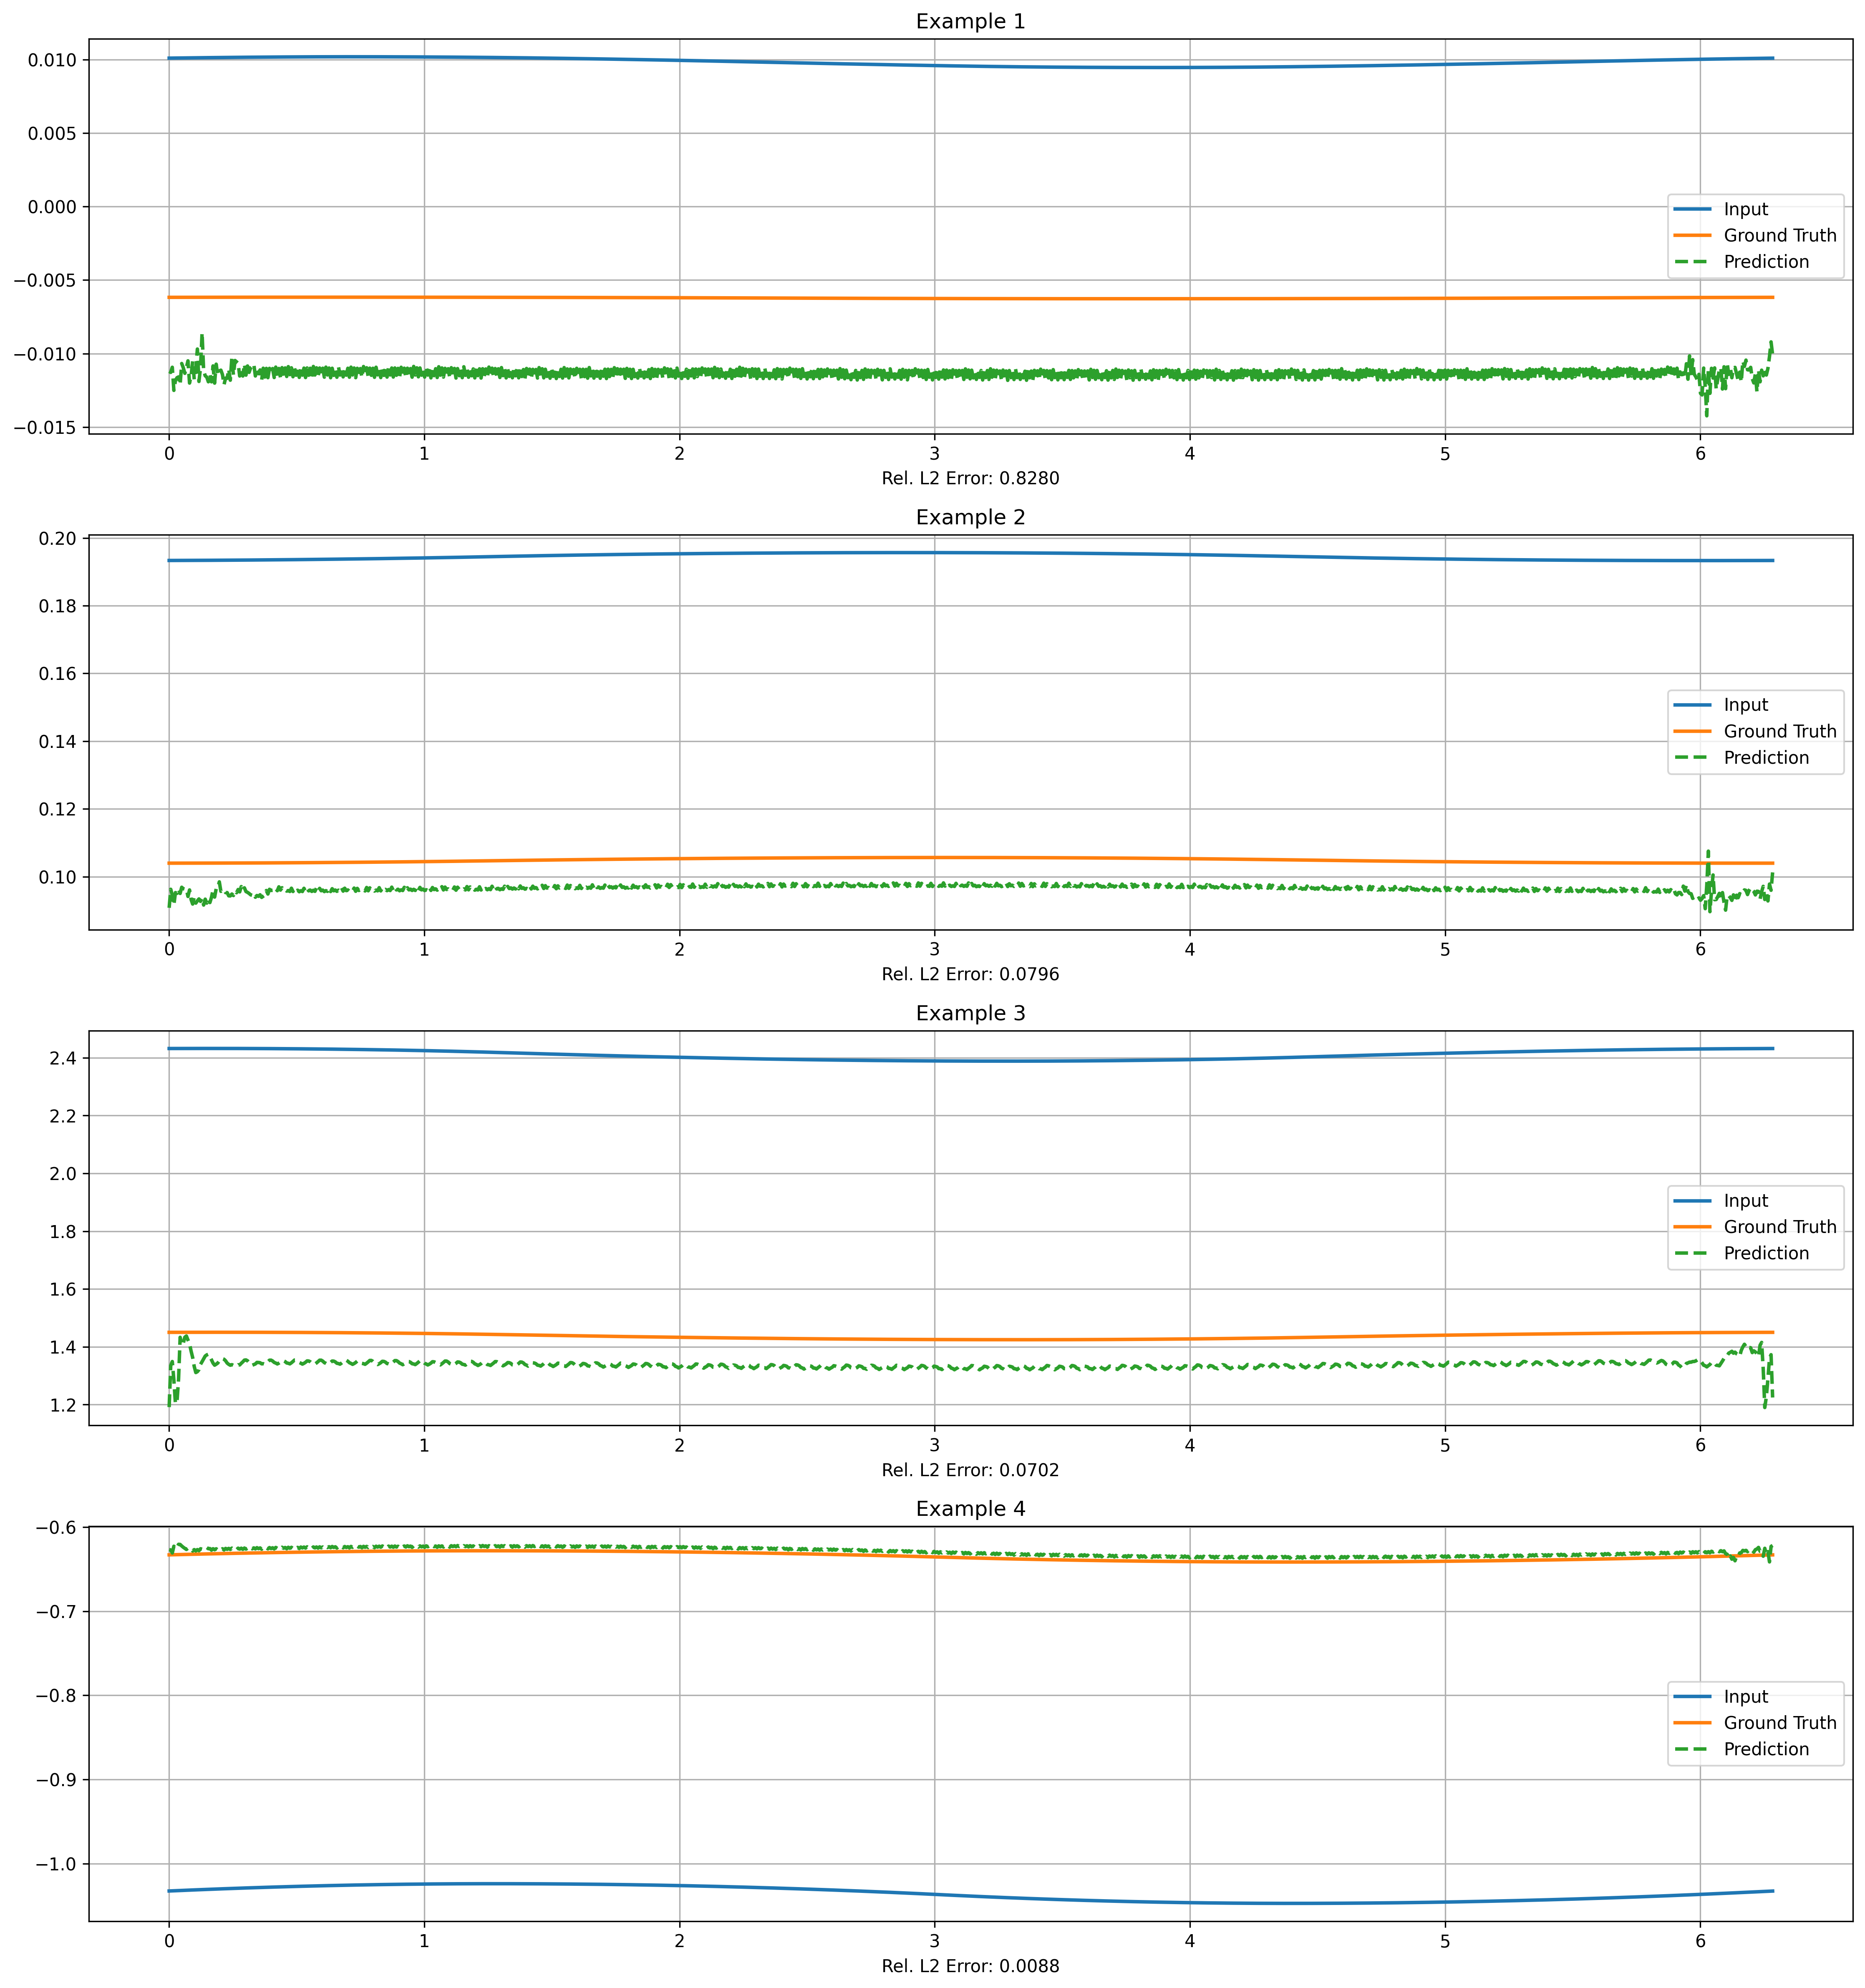 Example 1
0.010
0.005
0.000
−0.005
−0.010
−0.015
Input
Ground Truth
Prediction
0 1 2 3 4 5 6
Rel. L2 Error: 0.8280
Example 2
0.20
0.18
0.16
0.14
0.12
0.10
Input
Ground Truth
Prediction
0 1 2 3 4 5 6
Rel. L2 Error: 0.0796
Example 3
2.4
2.2
2.0
1.8
1.6
1.4
1.2
Input
Ground Truth
Prediction
0 1 2 3 4 5 6
Rel. L2 Error: 0.0702
Example 4
−0.6
−0.7
−0.8
−0.9
−1.0
Input
Ground Truth
Prediction
0 1 2 3 4 5 6
Rel. L2 Error: 0.0088